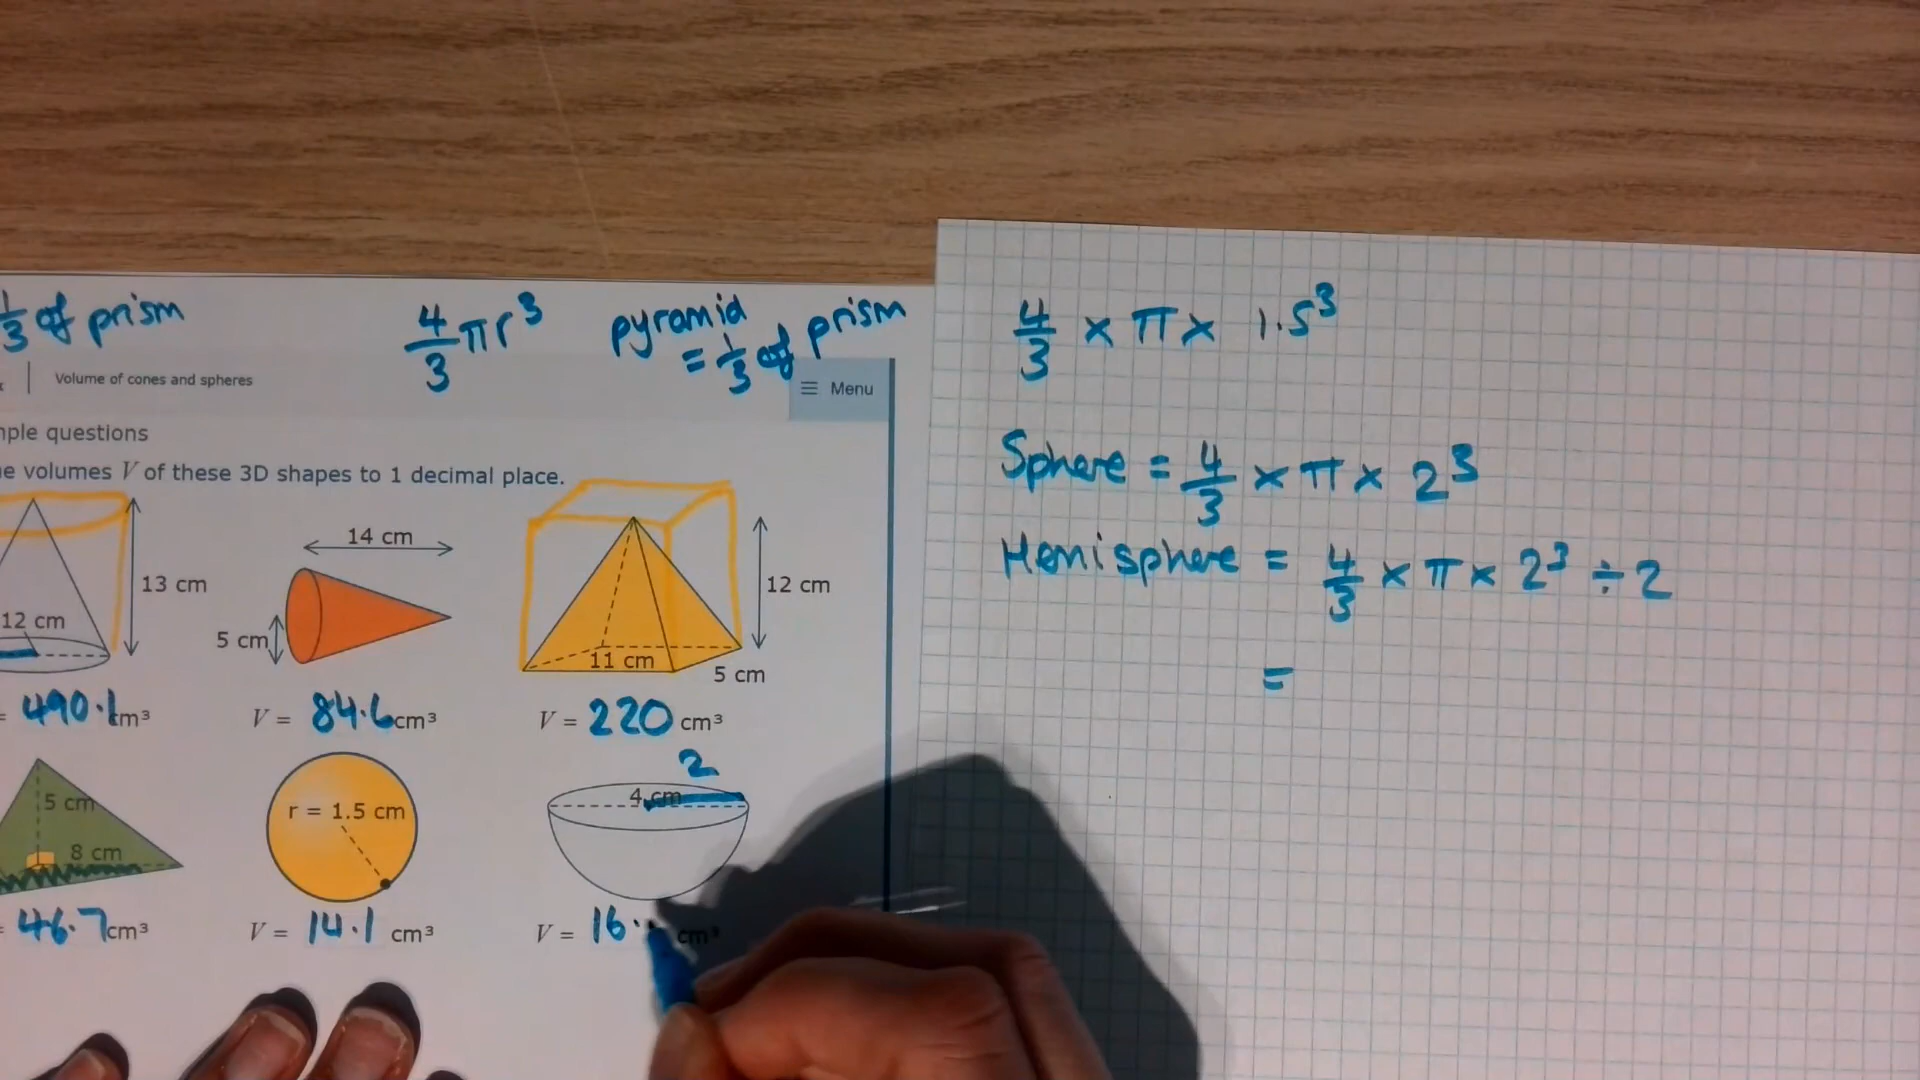 1/3 of prism
4/3 πr³
pyramid
= 1/3 of prism
Volume of cones and spheres
☰ Menu
questions
volumes V of these 3D shapes to 1 decimal place.
13 cm
12 cm
14 cm
5 cm
12 cm
11 cm
5 cm
= 490.1 cm³
V = 84.6 cm³
V = 220 cm³
5 cm
8 cm
r = 1.5 cm
2
4 cm
= 46.7 cm³
V = 14.1 cm³
V = 16. cm³
4/3 × π × 1.5³
Sphere = 4/3 × π × 2³
Hemisphere = 4/3 × π × 2³ ÷ 2
=